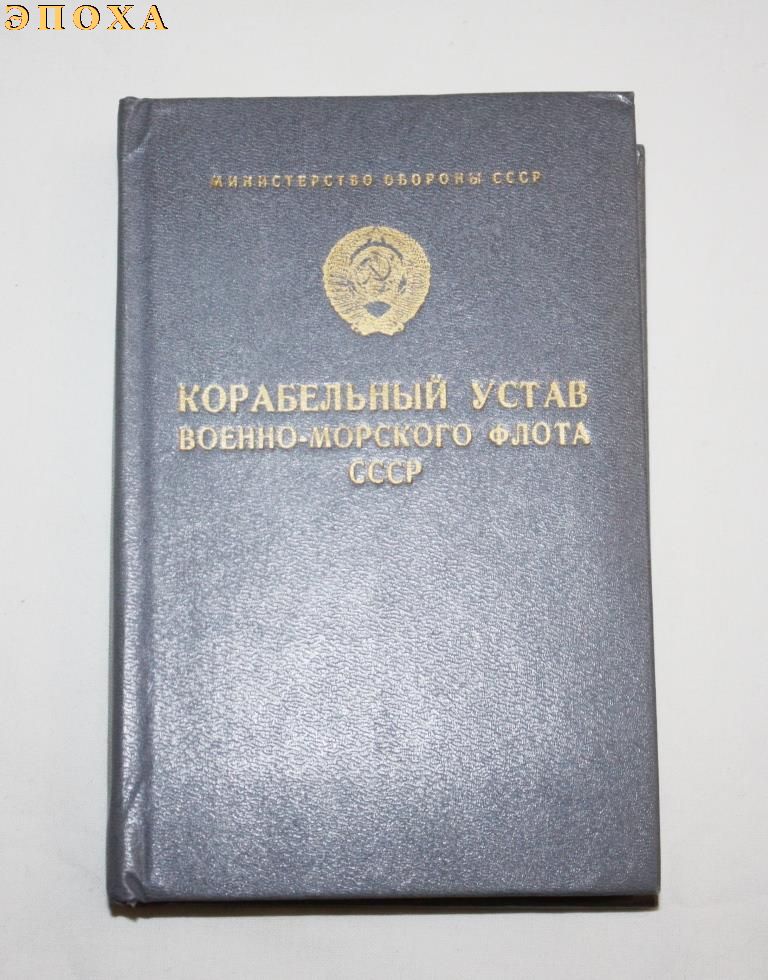 ЭПОХА
МИНИСТЕРСТВО ОБОРОНЫ СССР
КОРАБЕЛЬНЫЙ УСТАВ
ВОЕННО-МОРСКОГО ФЛОТА
СССР